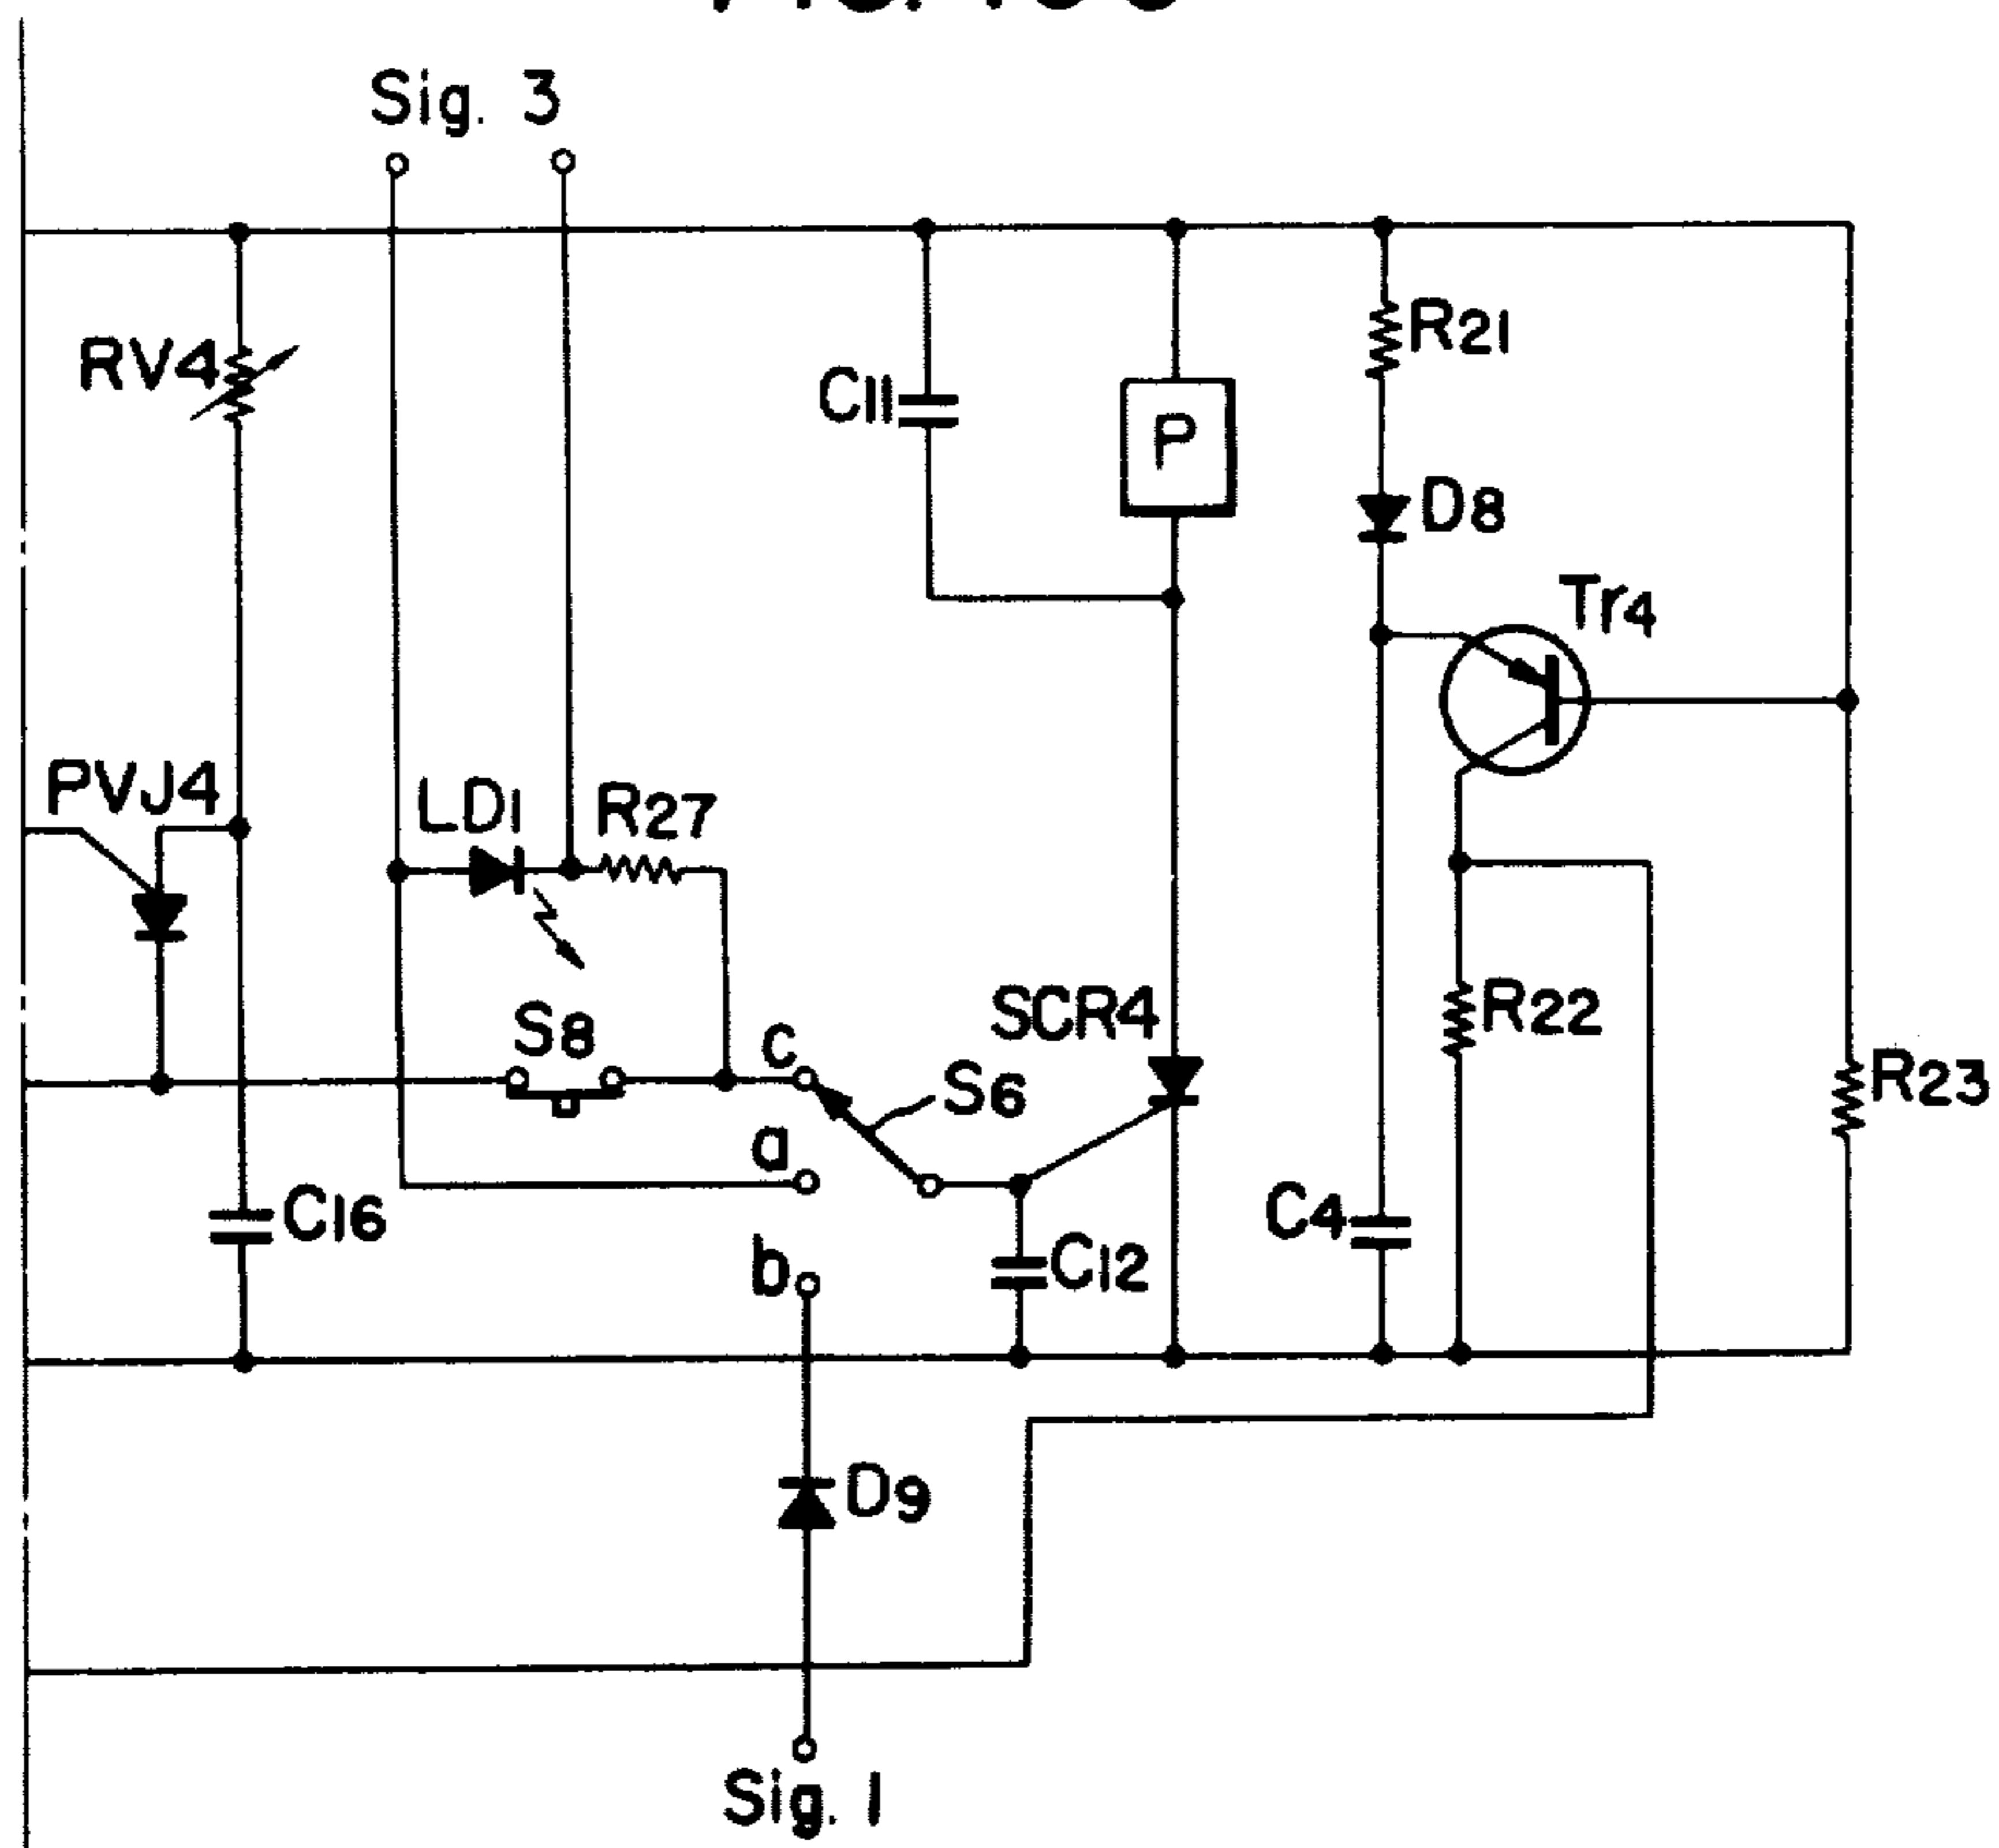 Sig. 3
RV4
C11
P
R21
D8
Tr4
PVJ4
LD1
R27
S8
c
S6
SCR4
R22
R23
a
C16
b
C12
C4
D9
Sig. 1